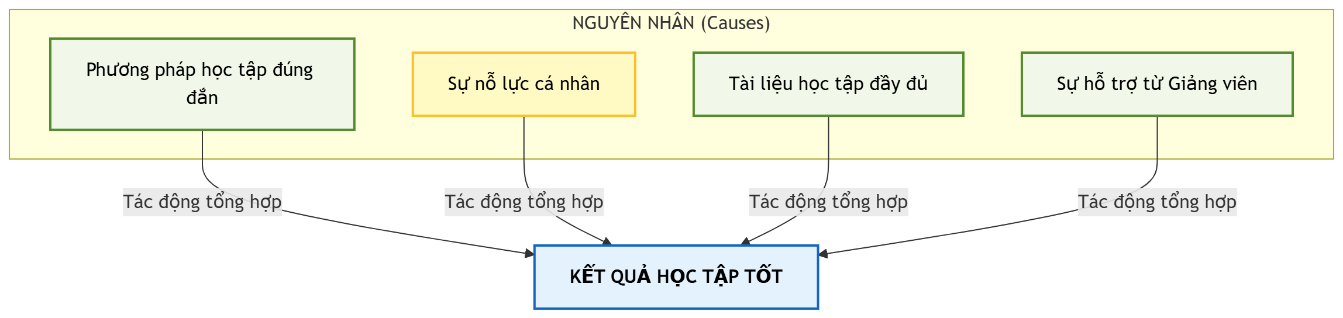 NGUYÊN NHÂN (Causes)
Phương pháp học tập đúng
đắn
Sự nỗ lực cá nhân
Tài liệu học tập đầy đủ
Sự hỗ trợ từ Giảng viên
Tác động tổng hợp
Tác động tổng hợp
Tác động tổng hợp
Tác động tổng hợp
KẾT QUẢ HỌC TẬP TỐT